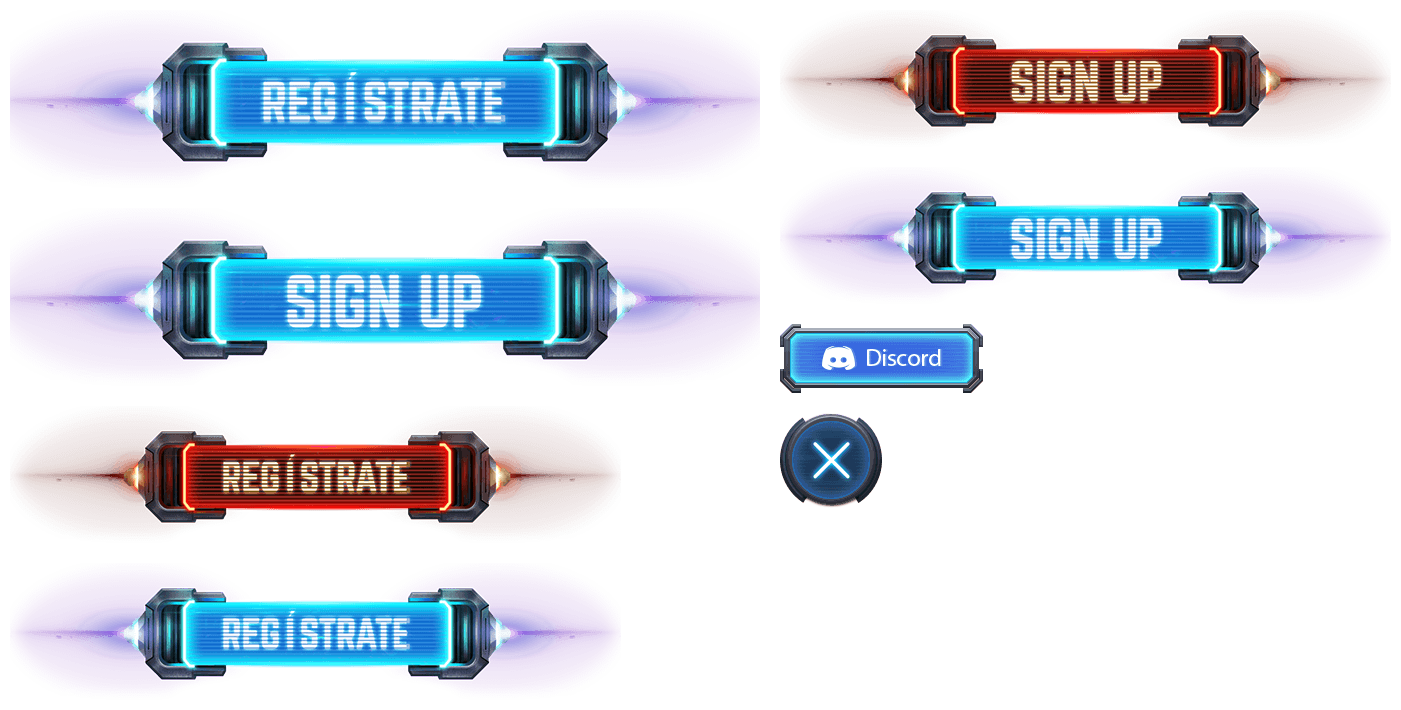 REGÍSTRATE
SIGN UP
REGÍSTRATE
REGÍSTRATE
SIGN UP
SIGN UP
Discord